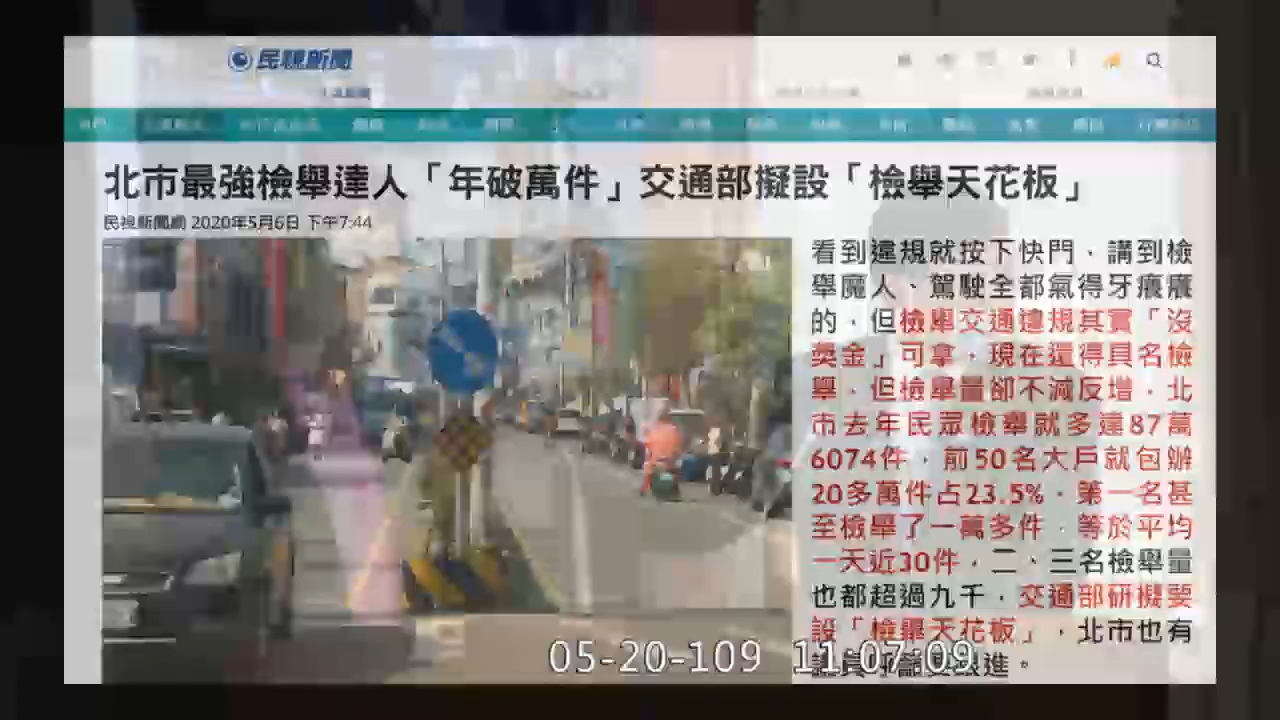 民視新聞
北市最強檢舉達人「年破萬件」交通部擬設「檢舉天花板」
民視新聞網 2020年5月6日 下午7:44
看到違規就按下快門，講到檢
舉魔人、駕駛全都氣得牙癢癢
的，但檢舉交通違規其實「沒
獎金」可拿，現在還得具名檢
舉，但檢舉量卻不減反增，北
市去年民眾檢舉就多達87萬
6074件，前50名大戶就包辦
20多萬件占23.5%，第一名甚
至檢舉了一萬多件，等於平均
一天近30件，二、三名檢舉量
也都超過九千，交通部研擬要
設「檢舉天花板」，北市也有
議員呼籲要跟進。
05-20-109 11:07:09